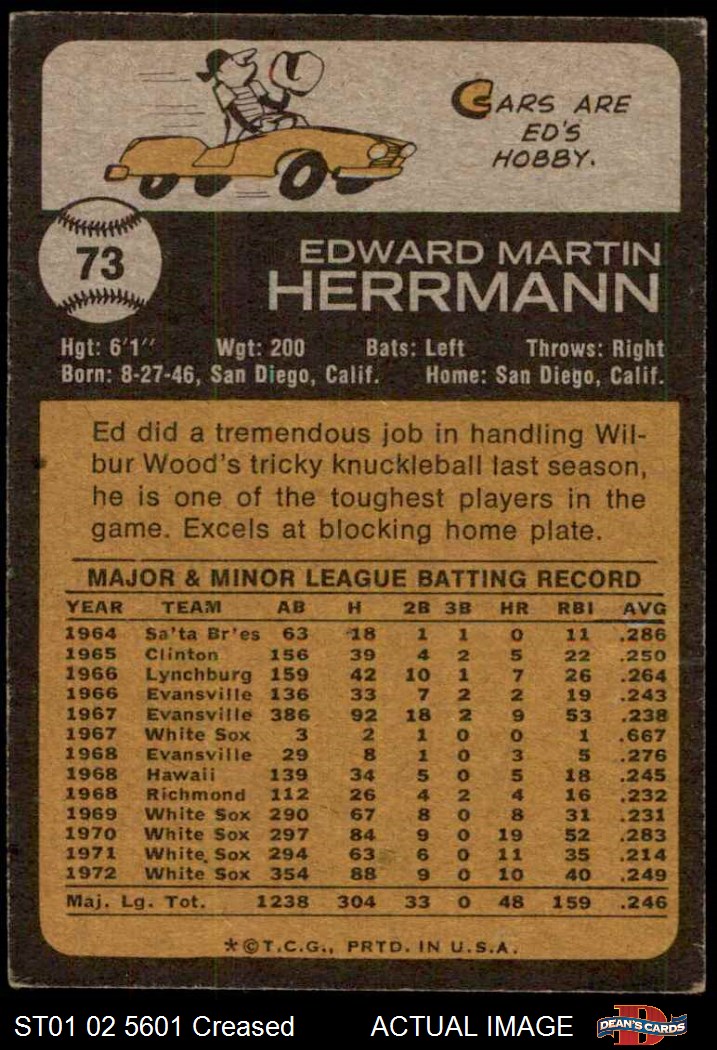 CARS ARE
ED'S
HOBBY.
73
EDWARD MARTIN
HERRMANN
Hgt: 6'1" Wgt: 200 Bats: Left Throws: Right
Born: 8-27-46, San Diego, Calif. Home: San Diego, Calif.
Ed did a tremendous job in handling Wil-
bur Wood's tricky knuckleball last season,
he is one of the toughest players in the
game. Excels at blocking home plate.
MAJOR & MINOR LEAGUE BATTING RECORD
YEAR TEAM AB H 2B 3B HR RBI AVG
1964 Sa'ta Br'es 63 18 1 1 0 11 .286
1965 Clinton 156 39 4 2 5 22 .250
1966 Lynchburg 159 42 10 1 7 26 .264
1966 Evansville 136 33 7 2 2 19 .243
1967 Evansville 386 92 18 2 9 53 .238
1967 White Sox 3 2 1 0 0 1 .667
1968 Evansville 29 8 1 0 3 5 .276
1968 Hawaii 139 34 5 0 5 18 .245
1968 Richmond 112 26 4 2 4 16 .232
1969 White Sox 290 67 8 0 8 31 .231
1970 White Sox 297 84 9 0 19 52 .283
1971 White Sox 294 63 6 0 11 35 .214
1972 White Sox 354 88 9 0 10 40 .249
Maj. Lg. Tot. 1238 304 33 0 48 159 .246
*©T.C.G., PRTD. IN U.S.A.
ST01 02 5601 Creased ACTUAL IMAGE
D
DEAN'S CARDS